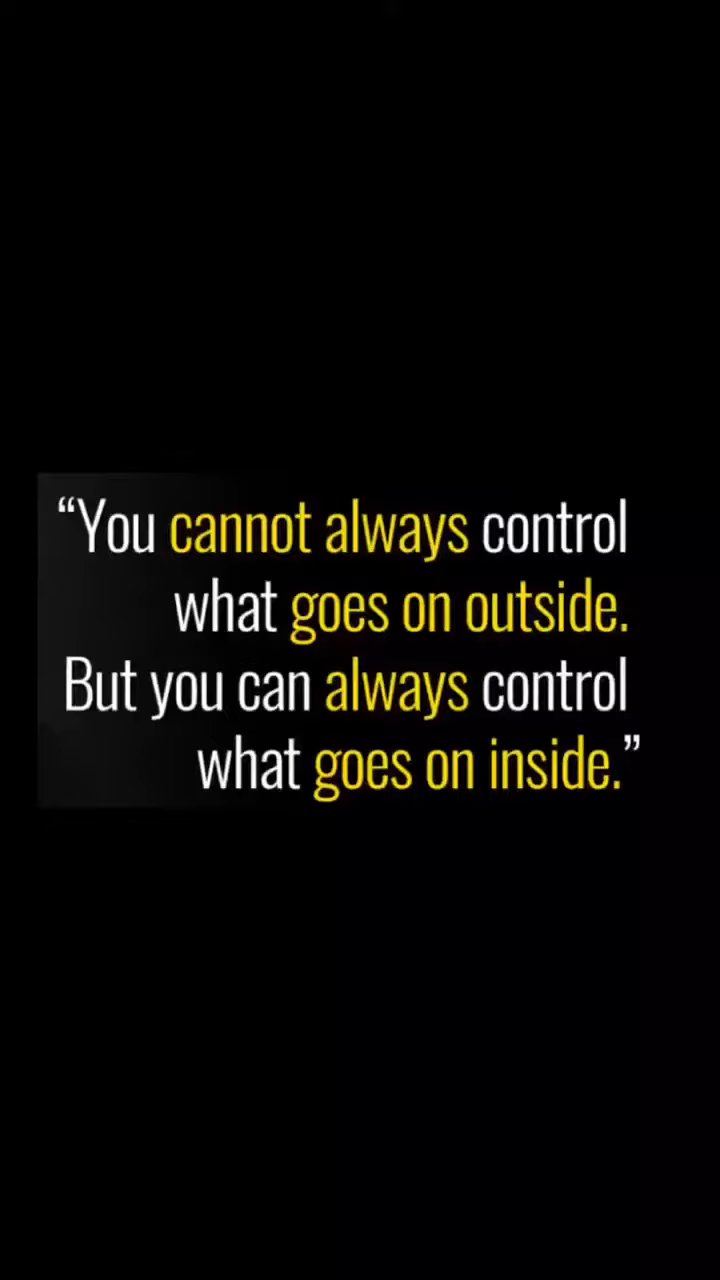 “You cannot always control
what goes on outside.
But you can always control
what goes on inside.”